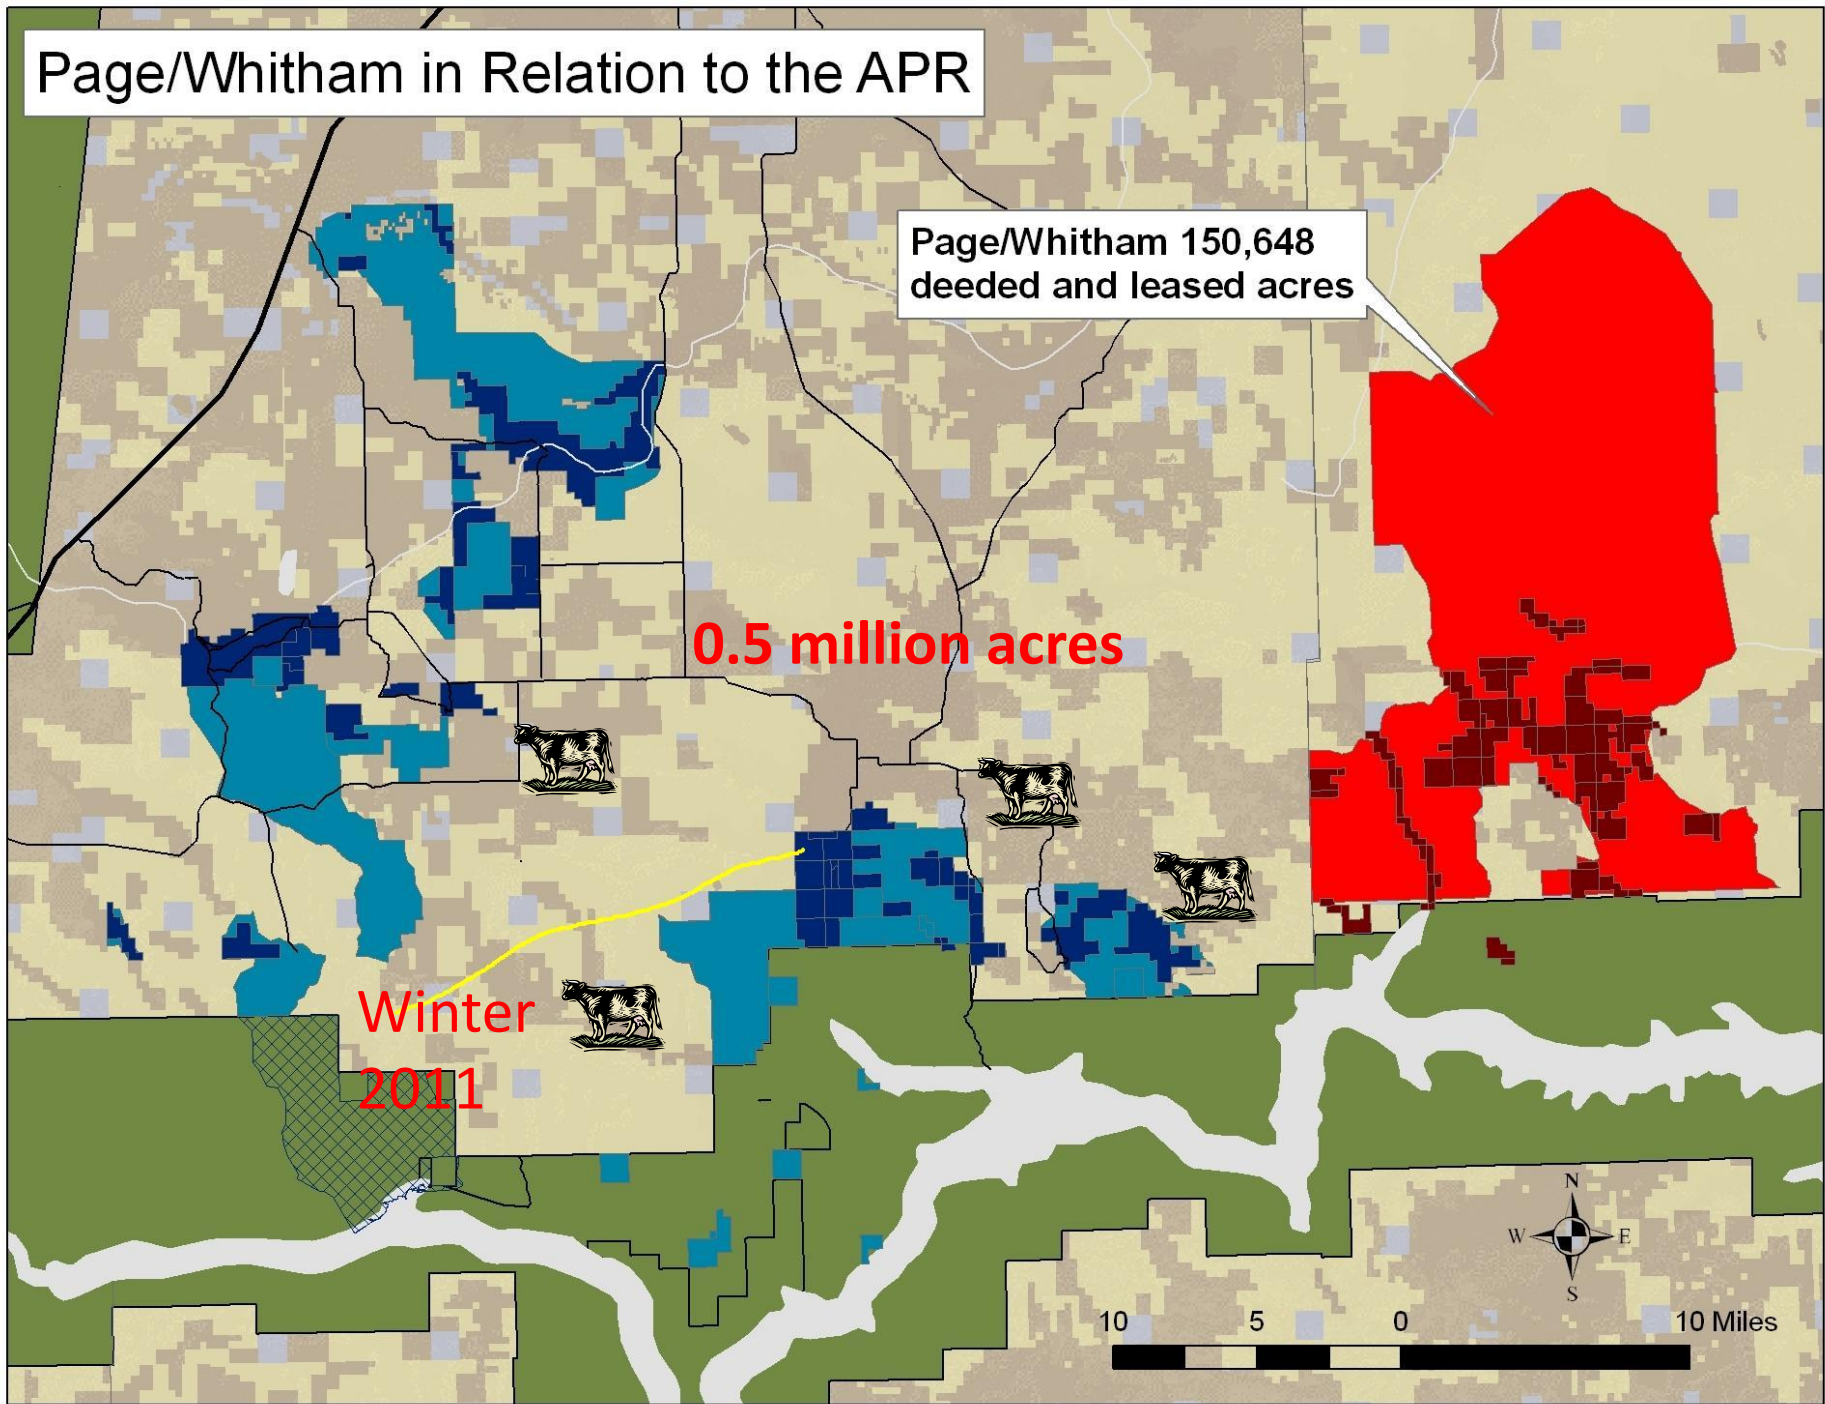 Page/Whitham in Relation to the APR
Page/Whitham 150,648
deeded and leased acres
0.5 million acres
Winter
2011
N
W E
S
10 5 0 10 Miles